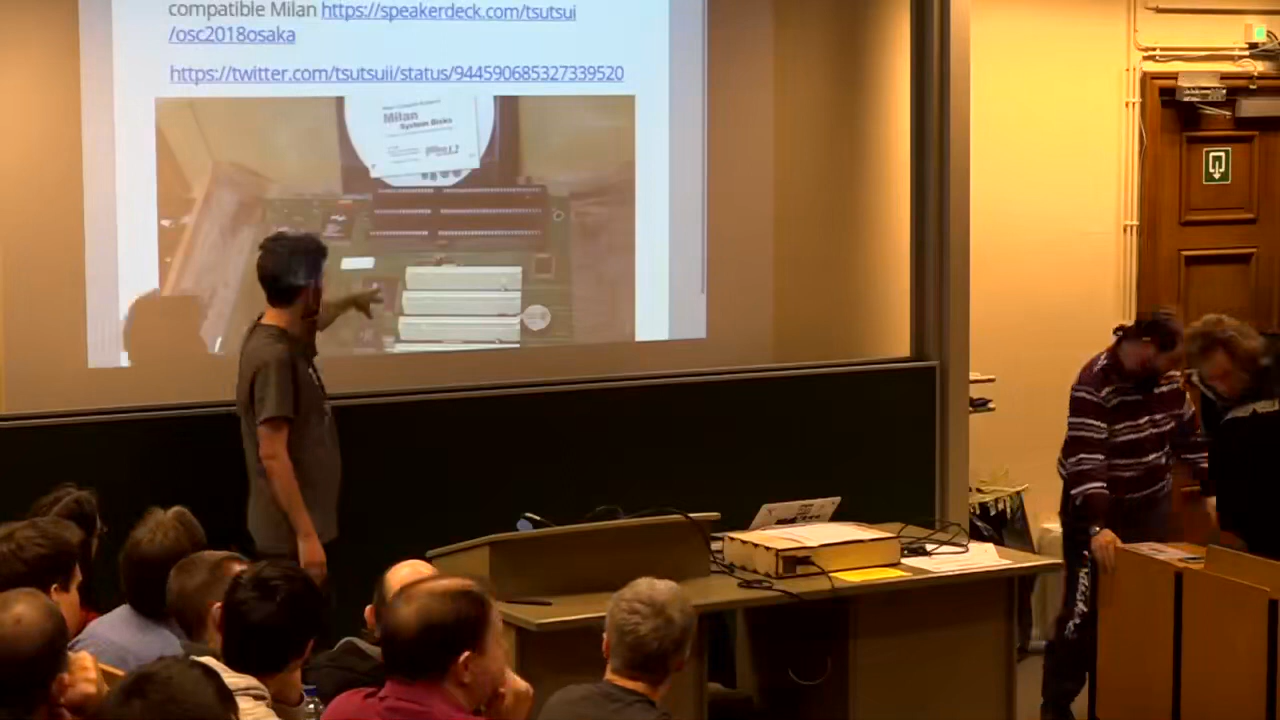 compatible Milan https://speakerdeck.com/tsutsui
/osc2018osaka
https://twitter.com/tsutsuii/status/944590685327339520
Milan
System Disks